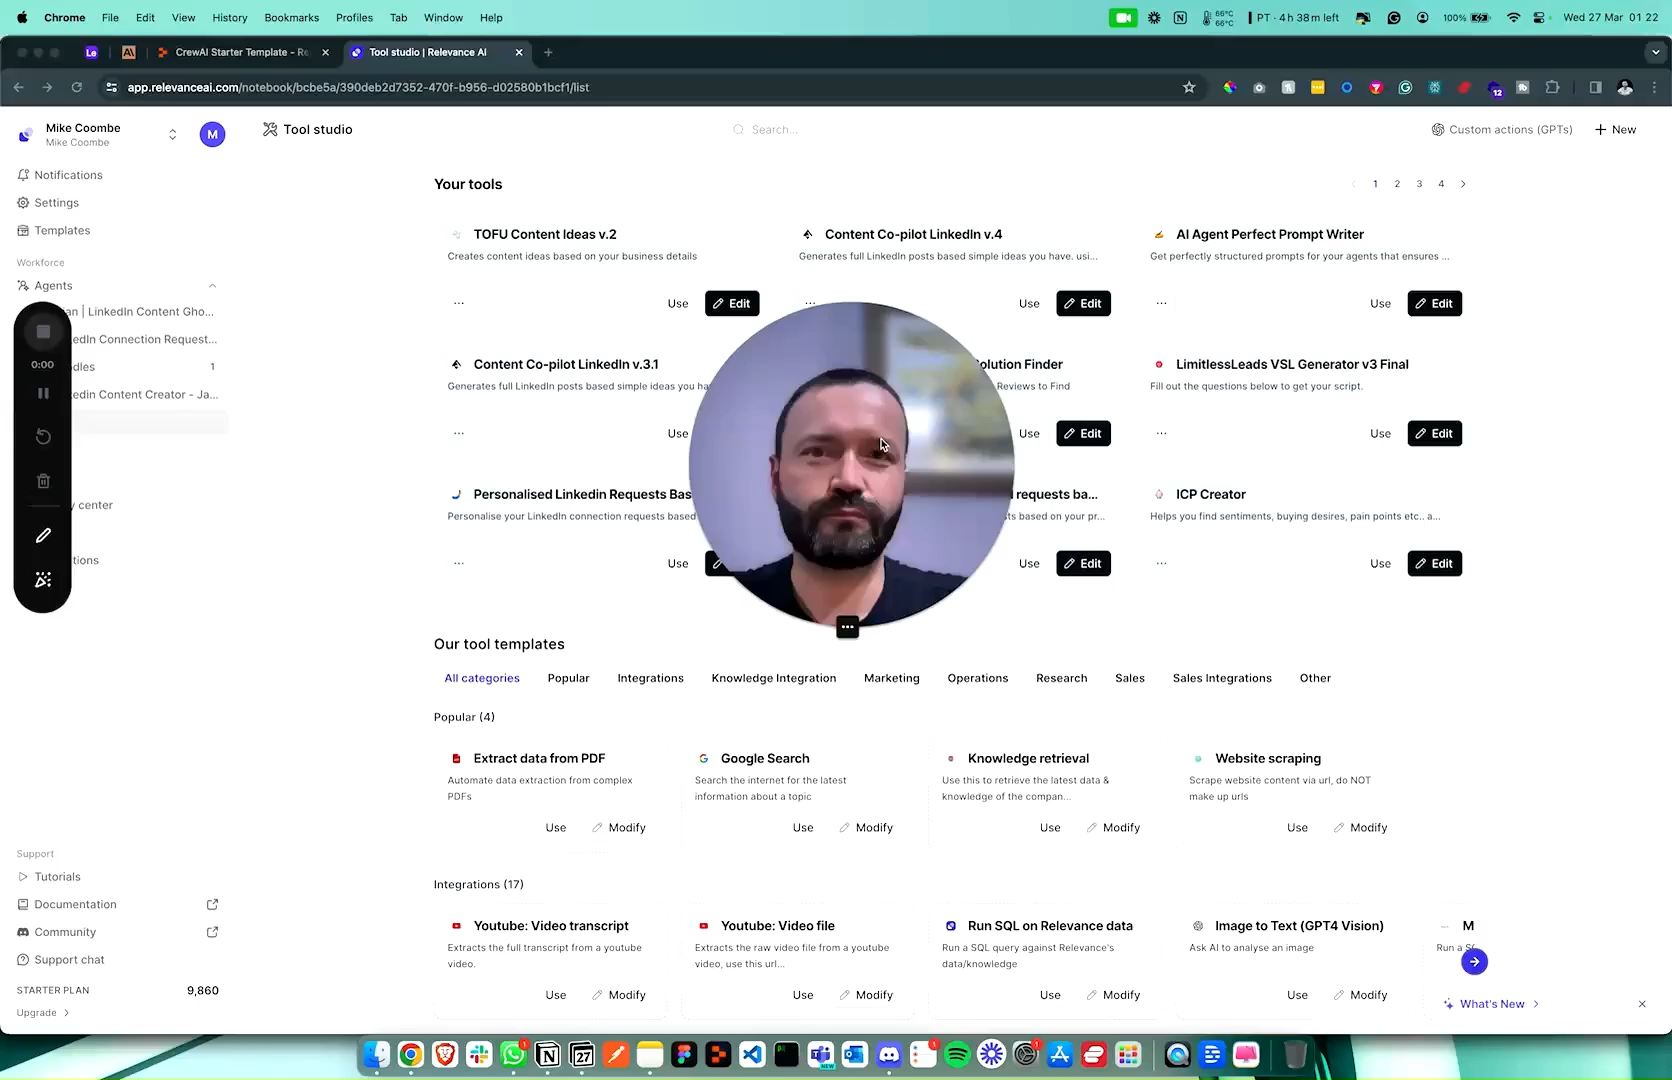 Chrome File Edit View History Bookmarks Profiles Tab Window Help
66°C
66°C
PT · 4 h 38 m left
100%
Wed 27 Mar 01 22
Le
CrewAI Starter Template - Re
Tool studio | Relevance AI
app.relevanceai.com/notebook/bcbe5a/390deb2d7352-470f-b956-d02580b1bcf1/list
12
Mike Coombe
Mike Coombe
M
Tool studio
Search...
Custom actions (GPTs)
New
Notifications
Settings
Templates
Workforce
Agents
an | LinkedIn Content Gho...
edIn Connection Request...
dles 1
edin Content Creator - Ja...
y center
tions
0:00
Your tools
1 2 3 4
TOFU Content Ideas v.2
Creates content ideas based on your business details
Use Edit
Content Co-pilot LinkedIn v.4
Generates full LinkedIn posts based simple ideas you have. usi...
Use Edit
AI Agent Perfect Prompt Writer
Get perfectly structured prompts for your agents that ensures ...
Use Edit
Content Co-pilot LinkedIn v.3.1
Generates full LinkedIn posts based simple ideas you ha
Use
olution Finder
Reviews to Find
Use Edit
LimitlessLeads VSL Generator v3 Final
Fill out the questions below to get your script.
Use Edit
Personalised Linkedin Requests Bas
Personalise your LinkedIn connection requests based
Use
l requests ba...
ts based on your pr...
Use Edit
ICP Creator
Helps you find sentiments, buying desires, pain points etc.. a...
Use Edit
Our tool templates
All categories Popular Integrations Knowledge Integration Marketing Operations Research Sales Sales Integrations Other
Popular (4)
Extract data from PDF
Automate data extraction from complex
PDFs
Use Modify
Google Search
Search the internet for the latest
information about a topic
Use Modify
Knowledge retrieval
Use this to retrieve the latest data &
knowledge of the compan...
Use Modify
Website scraping
Scrape website content via url, do NOT
make up urls
Use Modify
Integrations (17)
Youtube: Video transcript
Extracts the full transcript from a youtube
video.
Use Modify
Youtube: Video file
Extracts the raw video file from a youtube
video, use this url...
Use Modify
Run SQL on Relevance data
Run a SQL query against Relevance's
data/knowledge
Use Modify
Image to Text (GPT4 Vision)
Ask AI to analyse an image
Use Modify
M
Run a
What's New
Support
Tutorials
Documentation
Community
Support chat
STARTER PLAN 9,860
Upgrade
1
27
NEW
1
1